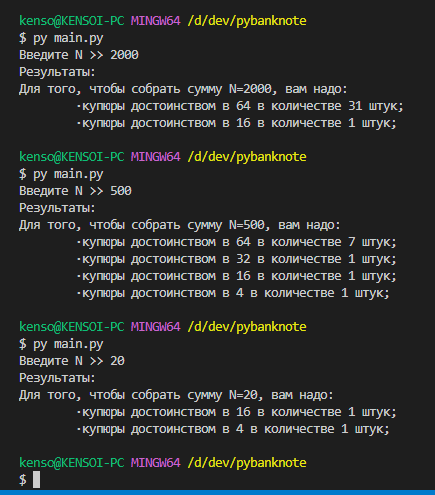 kenso@KENSOI-PC MINGW64 /d/dev/pybanknote
$ py main.py
Введите N >> 2000
Результаты:
Для того, чтобы собрать сумму N=2000, вам надо:
·купюры достоинством в 64 в количестве 31 штук;
·купюры достоинством в 16 в количестве 1 штук;
kenso@KENSOI-PC MINGW64 /d/dev/pybanknote
$ py main.py
Введите N >> 500
Результаты:
Для того, чтобы собрать сумму N=500, вам надо:
·купюры достоинством в 64 в количестве 7 штук;
·купюры достоинством в 32 в количестве 1 штук;
·купюры достоинством в 16 в количестве 1 штук;
·купюры достоинством в 4 в количестве 1 штук;
kenso@KENSOI-PC MINGW64 /d/dev/pybanknote
$ py main.py
Введите N >> 20
Результаты:
Для того, чтобы собрать сумму N=20, вам надо:
·купюры достоинством в 16 в количестве 1 штук;
·купюры достоинством в 4 в количестве 1 штук;
kenso@KENSOI-PC MINGW64 /d/dev/pybanknote
$